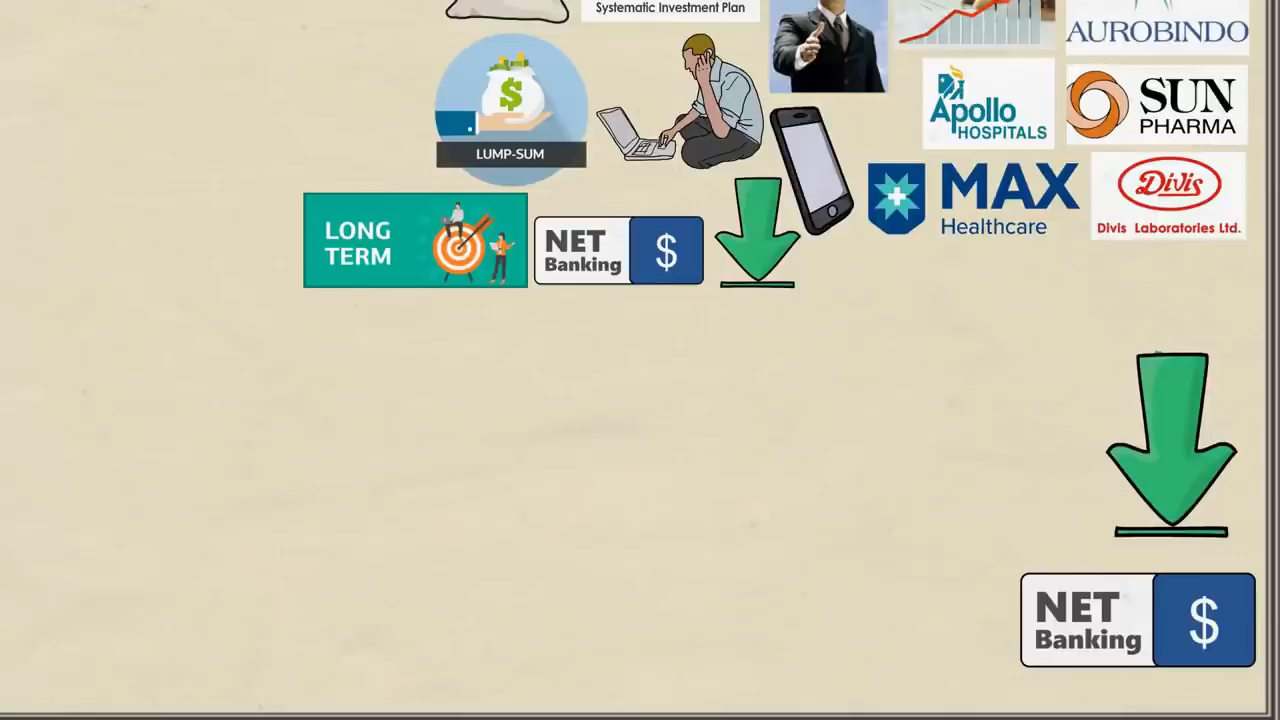 Systematic Investment Plan
AUROBINDO
LUMP-SUM
Apollo
HOSPITALS
SUN
PHARMA
LONG
TERM
NET
Banking
$
MAX
Healthcare
Divis
Divis Laboratories Ltd.
NET
Banking
$